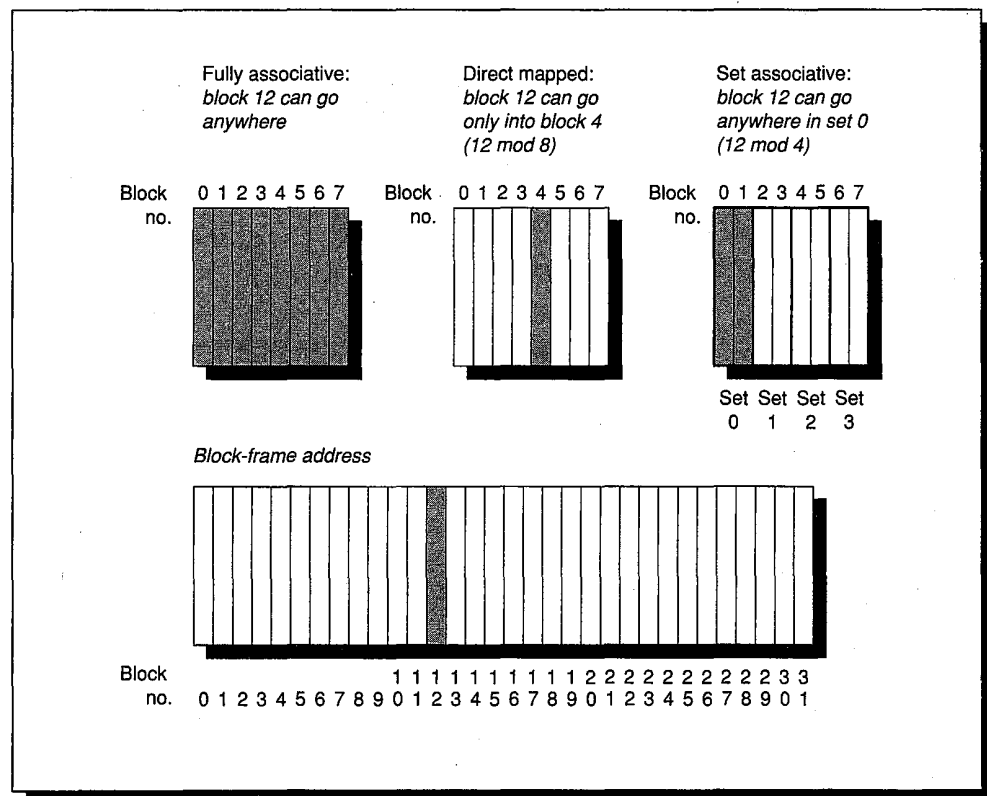 Fully associative:
block 12 can go
anywhere
Direct mapped:
block 12 can go
only into block 4
(12 mod 8)
Set associative:
block 12 can go
anywhere in set 0
(12 mod 4)
Block 0 1 2 3 4 5 6 7
no.
Block 0 1 2 3 4 5 6 7
no.
Block 0 1 2 3 4 5 6 7
no.
Set Set Set Set
0 1 2 3
Block-frame address
Block 1 1 1 1 1 1 1 1 1 1 2 2 2 2 2 2 2 2 2 2 3 3
no. 0 1 2 3 4 5 6 7 8 9 0 1 2 3 4 5 6 7 8 9 0 1 2 3 4 5 6 7 8 9 0 1